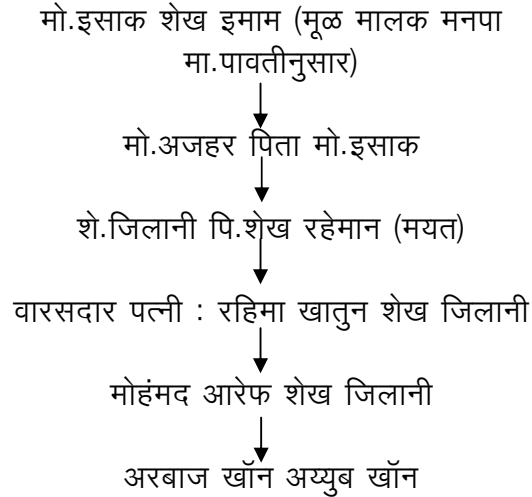 मो.इसाक शेख इमाम (मूळ मालक मनपा
मा.पावतीनुसार)
मो.अजहर पिता मो.इसाक
शे.जिलानी पि.शेख रहेमान (मयत)
वारसदार पत्नी : रहिमा खातुन शेख जिलानी
मोहंमद आरेफ शेख जिलानी
अरबाज खॉन अय्युब खॉन